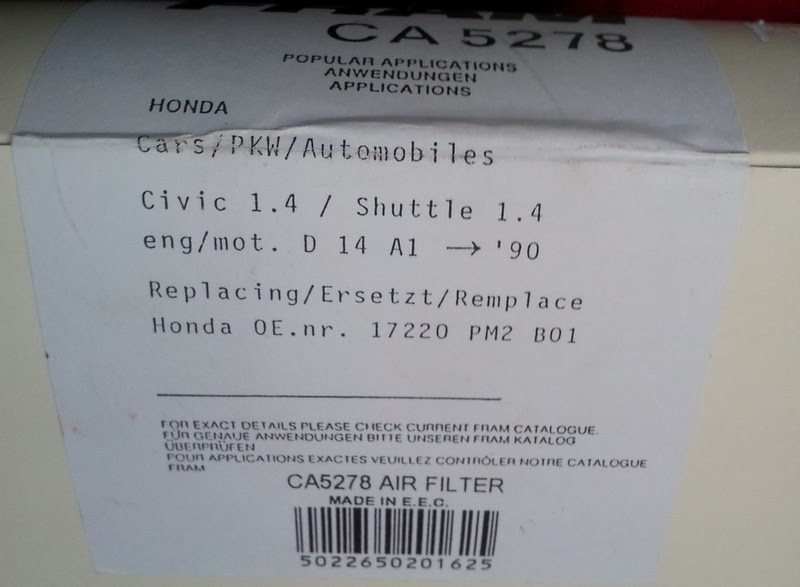 FRAM
CA 5278
POPULAR APPLICATIONS
ANWENDUNGEN
APPLICATIONS
HONDA
Cars/PKW/Automobiles
Civic 1.4 / Shuttle 1.4
eng/mot. D 14 A1 → '90
Replacing/Ersetzt/Remplace
Honda OE.nr. 17220 PM2 B01
FOR EXACT DETAILS PLEASE CHECK CURRENT FRAM CATALOGUE.
FÜR GENAUE ANWENDUNGEN BITTE UNSEREN FRAM KATALOG
ÜBERPRÜFEN
POUR APPLICATIONS EXACTES VEUILLEZ CONTRÔLER NOTRE CATALOGUE
FRAM
CA5278 AIR FILTER
MADE IN E.E.C.
5022650201625